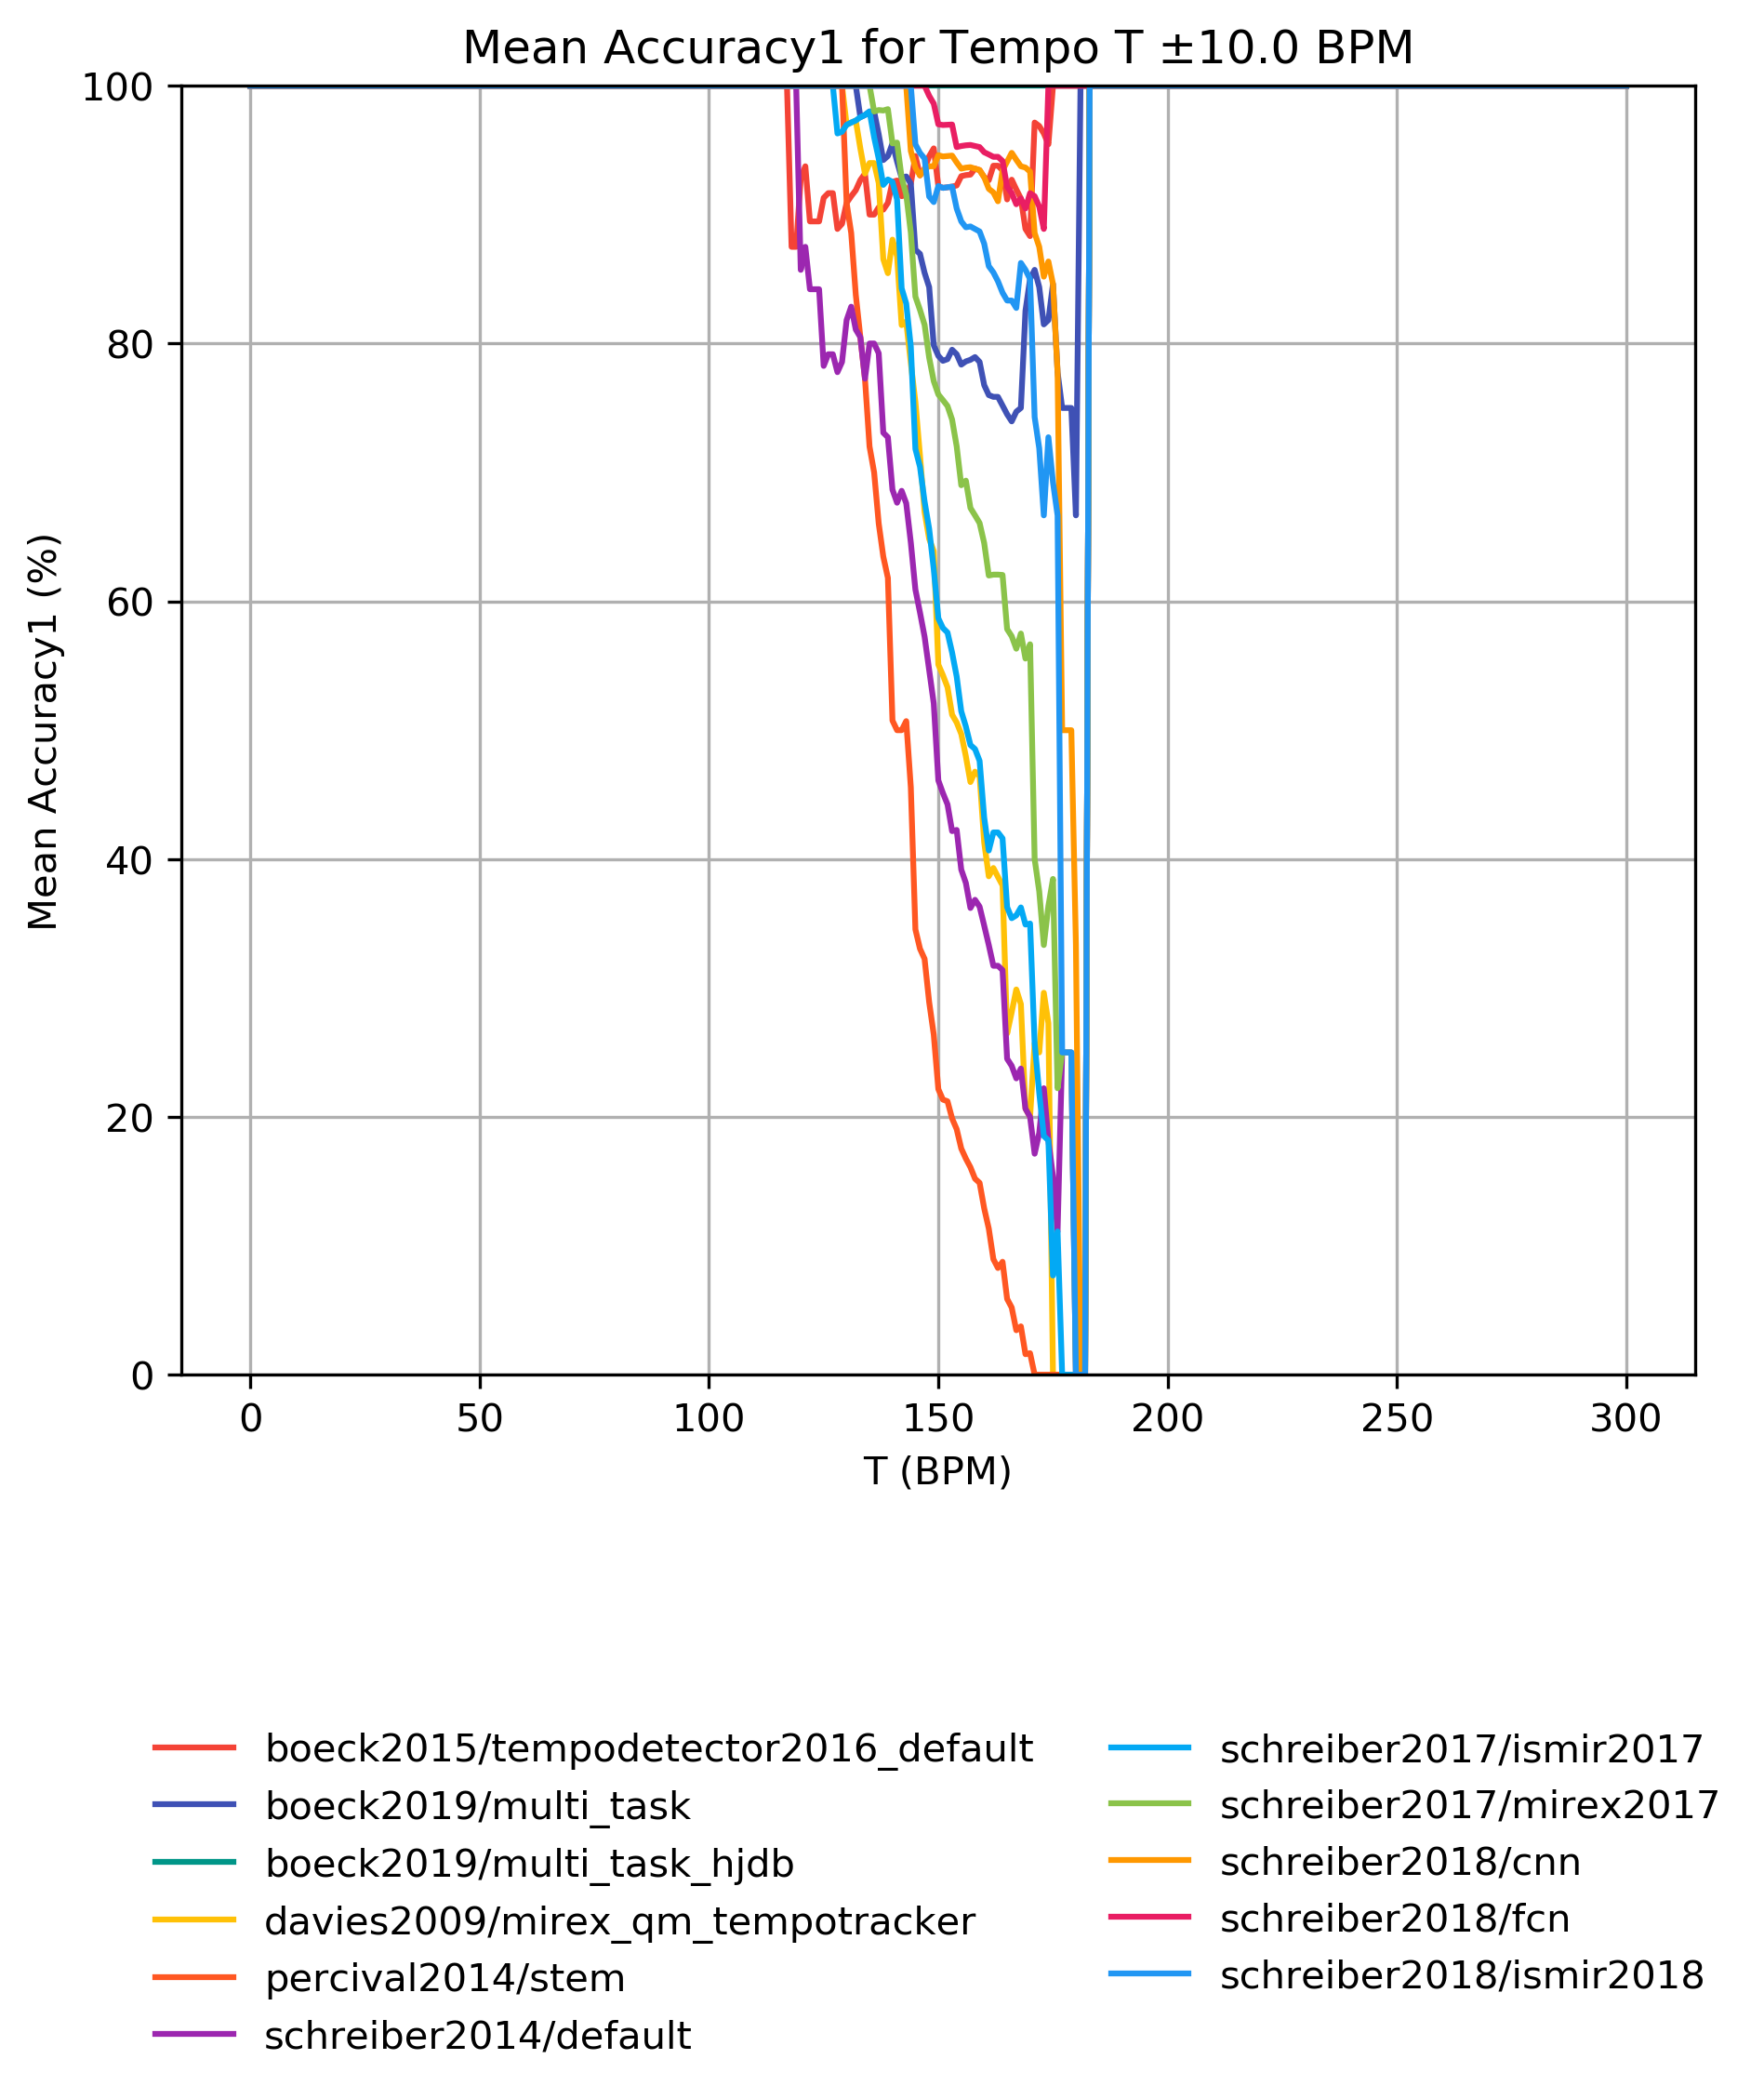 Mean Accuracy1 for Tempo T ±10.0 BPM
100
80
60
40
20
0
Mean Accuracy1 (%)
0 50 100 150 200 250 300
T (BPM)
boeck2015/tempodetector2016_default
boeck2019/multi_task
boeck2019/multi_task_hjdb
davies2009/mirex_qm_tempotracker
percival2014/stem
schreiber2014/default
schreiber2017/ismir2017
schreiber2017/mirex2017
schreiber2018/cnn
schreiber2018/fcn
schreiber2018/ismir2018